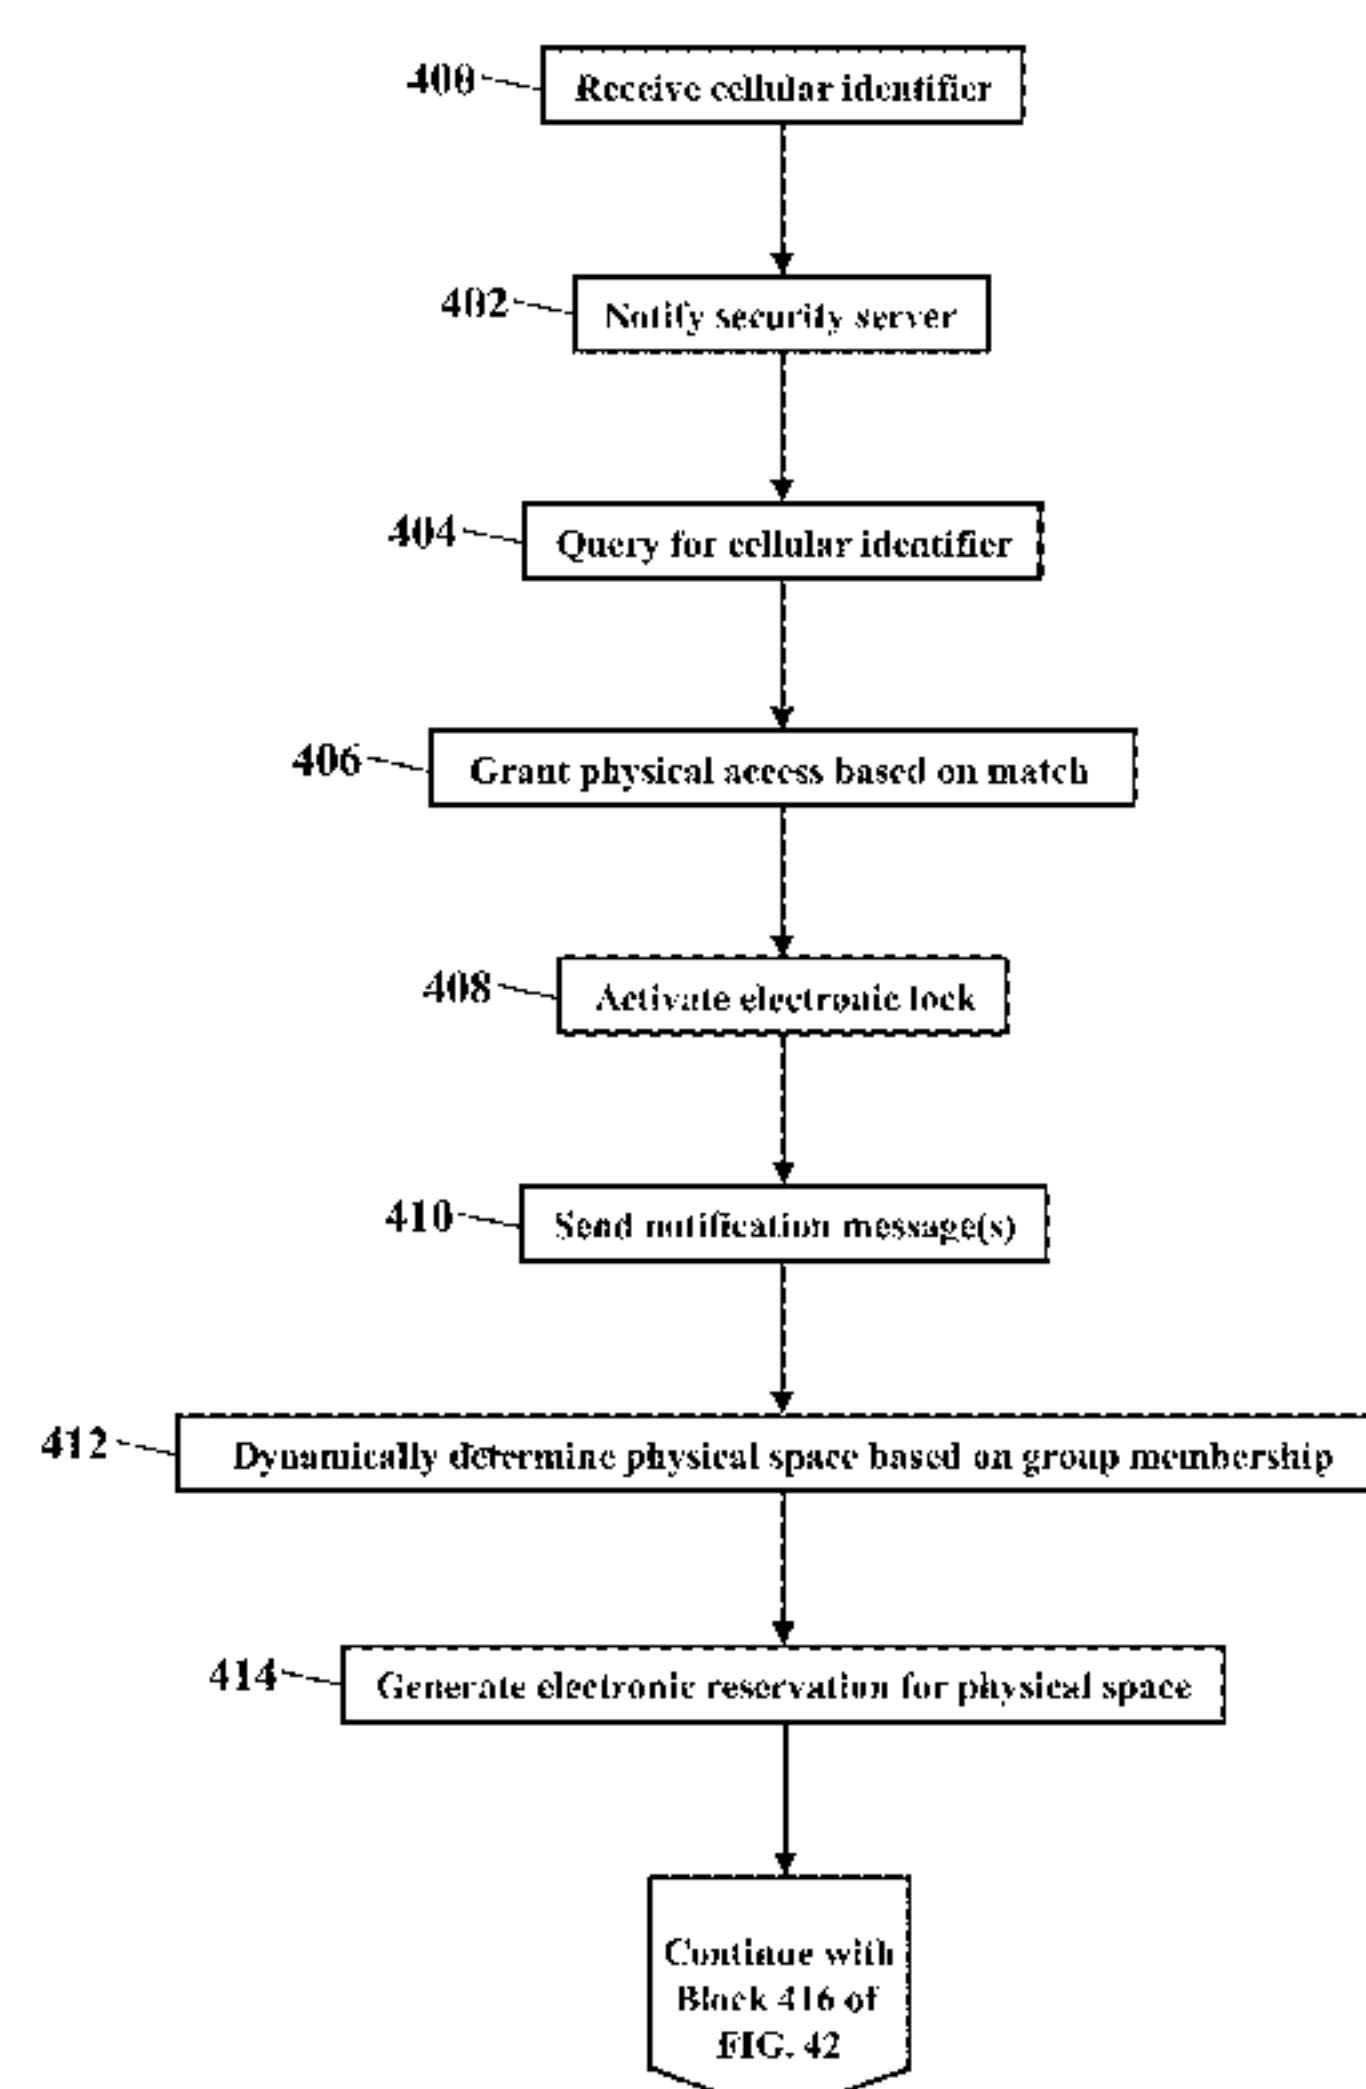 400 Receive cellular identifier
402 Notify security server
404 Query for cellular identifier
406 Grant physical access based on match
408 Activate electronic lock
410 Send notification message(s)
412 Dynamically determine physical space based on group membership
414 Generate electronic reservation for physical space
Continue with
Block 416 of
FIG. 42